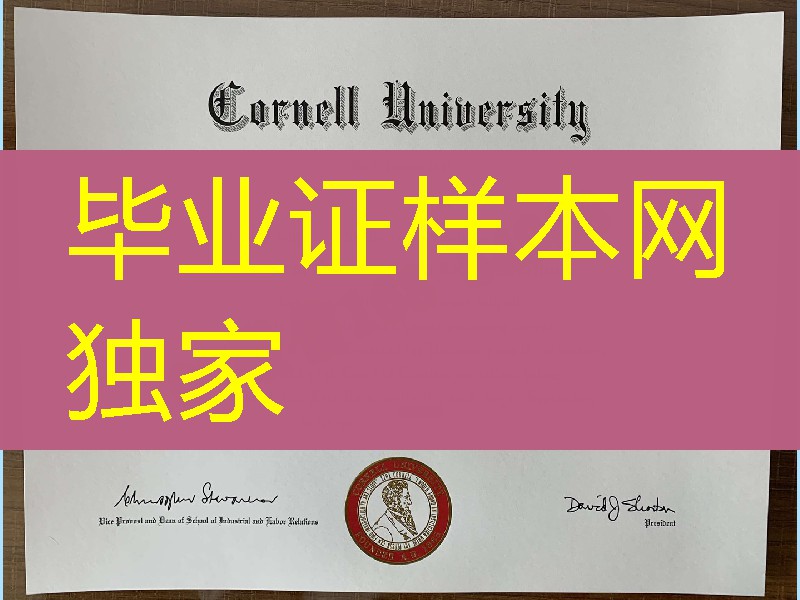 Cornell University
毕业证样本网
独家
Vice Provost and Dean of School of Industrial and Labor Relations
President